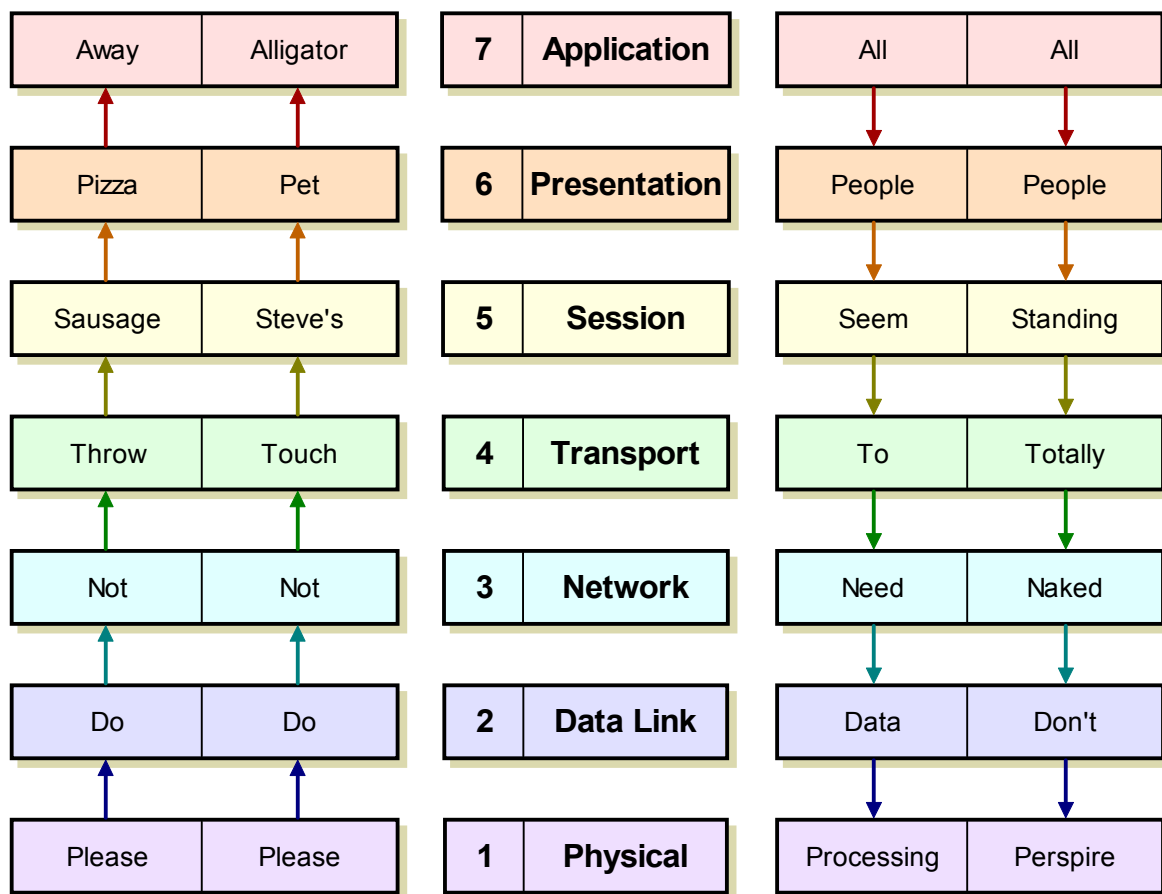 Away Alligator 7 Application All All
Pizza Pet 6 Presentation People People
Sausage Steve's 5 Session Seem Standing
Throw Touch 4 Transport To Totally
Not Not 3 Network Need Naked
Do Do 2 Data Link Data Don't
Please Please 1 Physical Processing Perspire